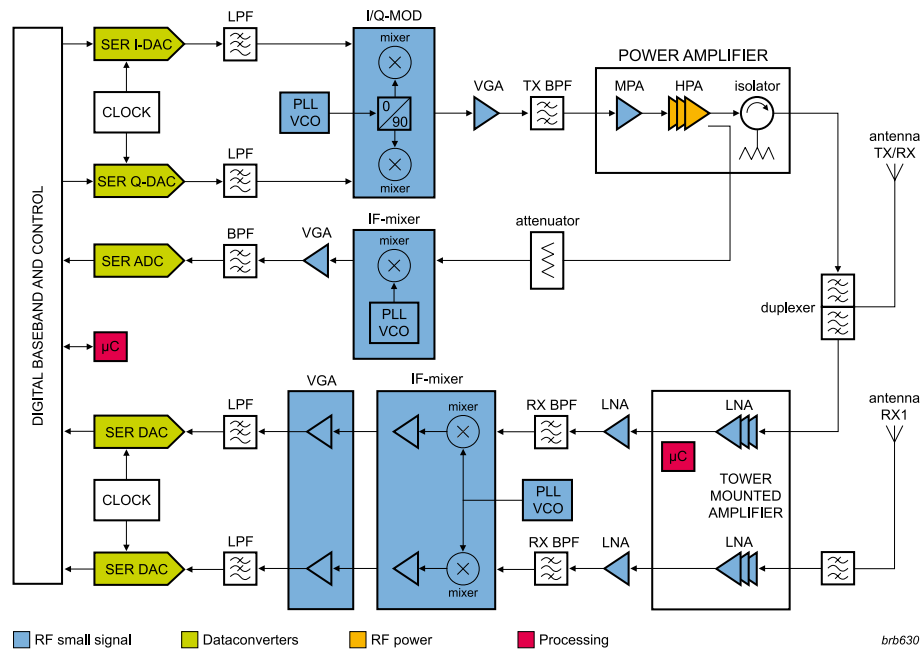 LPF
I/Q-MOD
SER I-DAC
mixer
POWER AMPLIFIER
VGA
TX BPF
MPA
HPA
isolator
PLL
VCO
0
90
CLOCK
antenna
TX/RX
LPF
SER Q-DAC
mixer
IF-mixer
attenuator
BPF
VGA
mixer
SER ADC
PLL
VCO
duplexer
DIGITAL BASEBAND AND CONTROL
µC
VGA
IF-mixer
LPF
mixer
RX BPF
LNA
LNA
antenna
RX1
SER DAC
µC
CLOCK
PLL
VCO
TOWER
MOUNTED
AMPLIFIER
LPF
RX BPF
LNA
LNA
SER DAC
mixer
RF small signal
Dataconverters
RF power
Processing
brb630